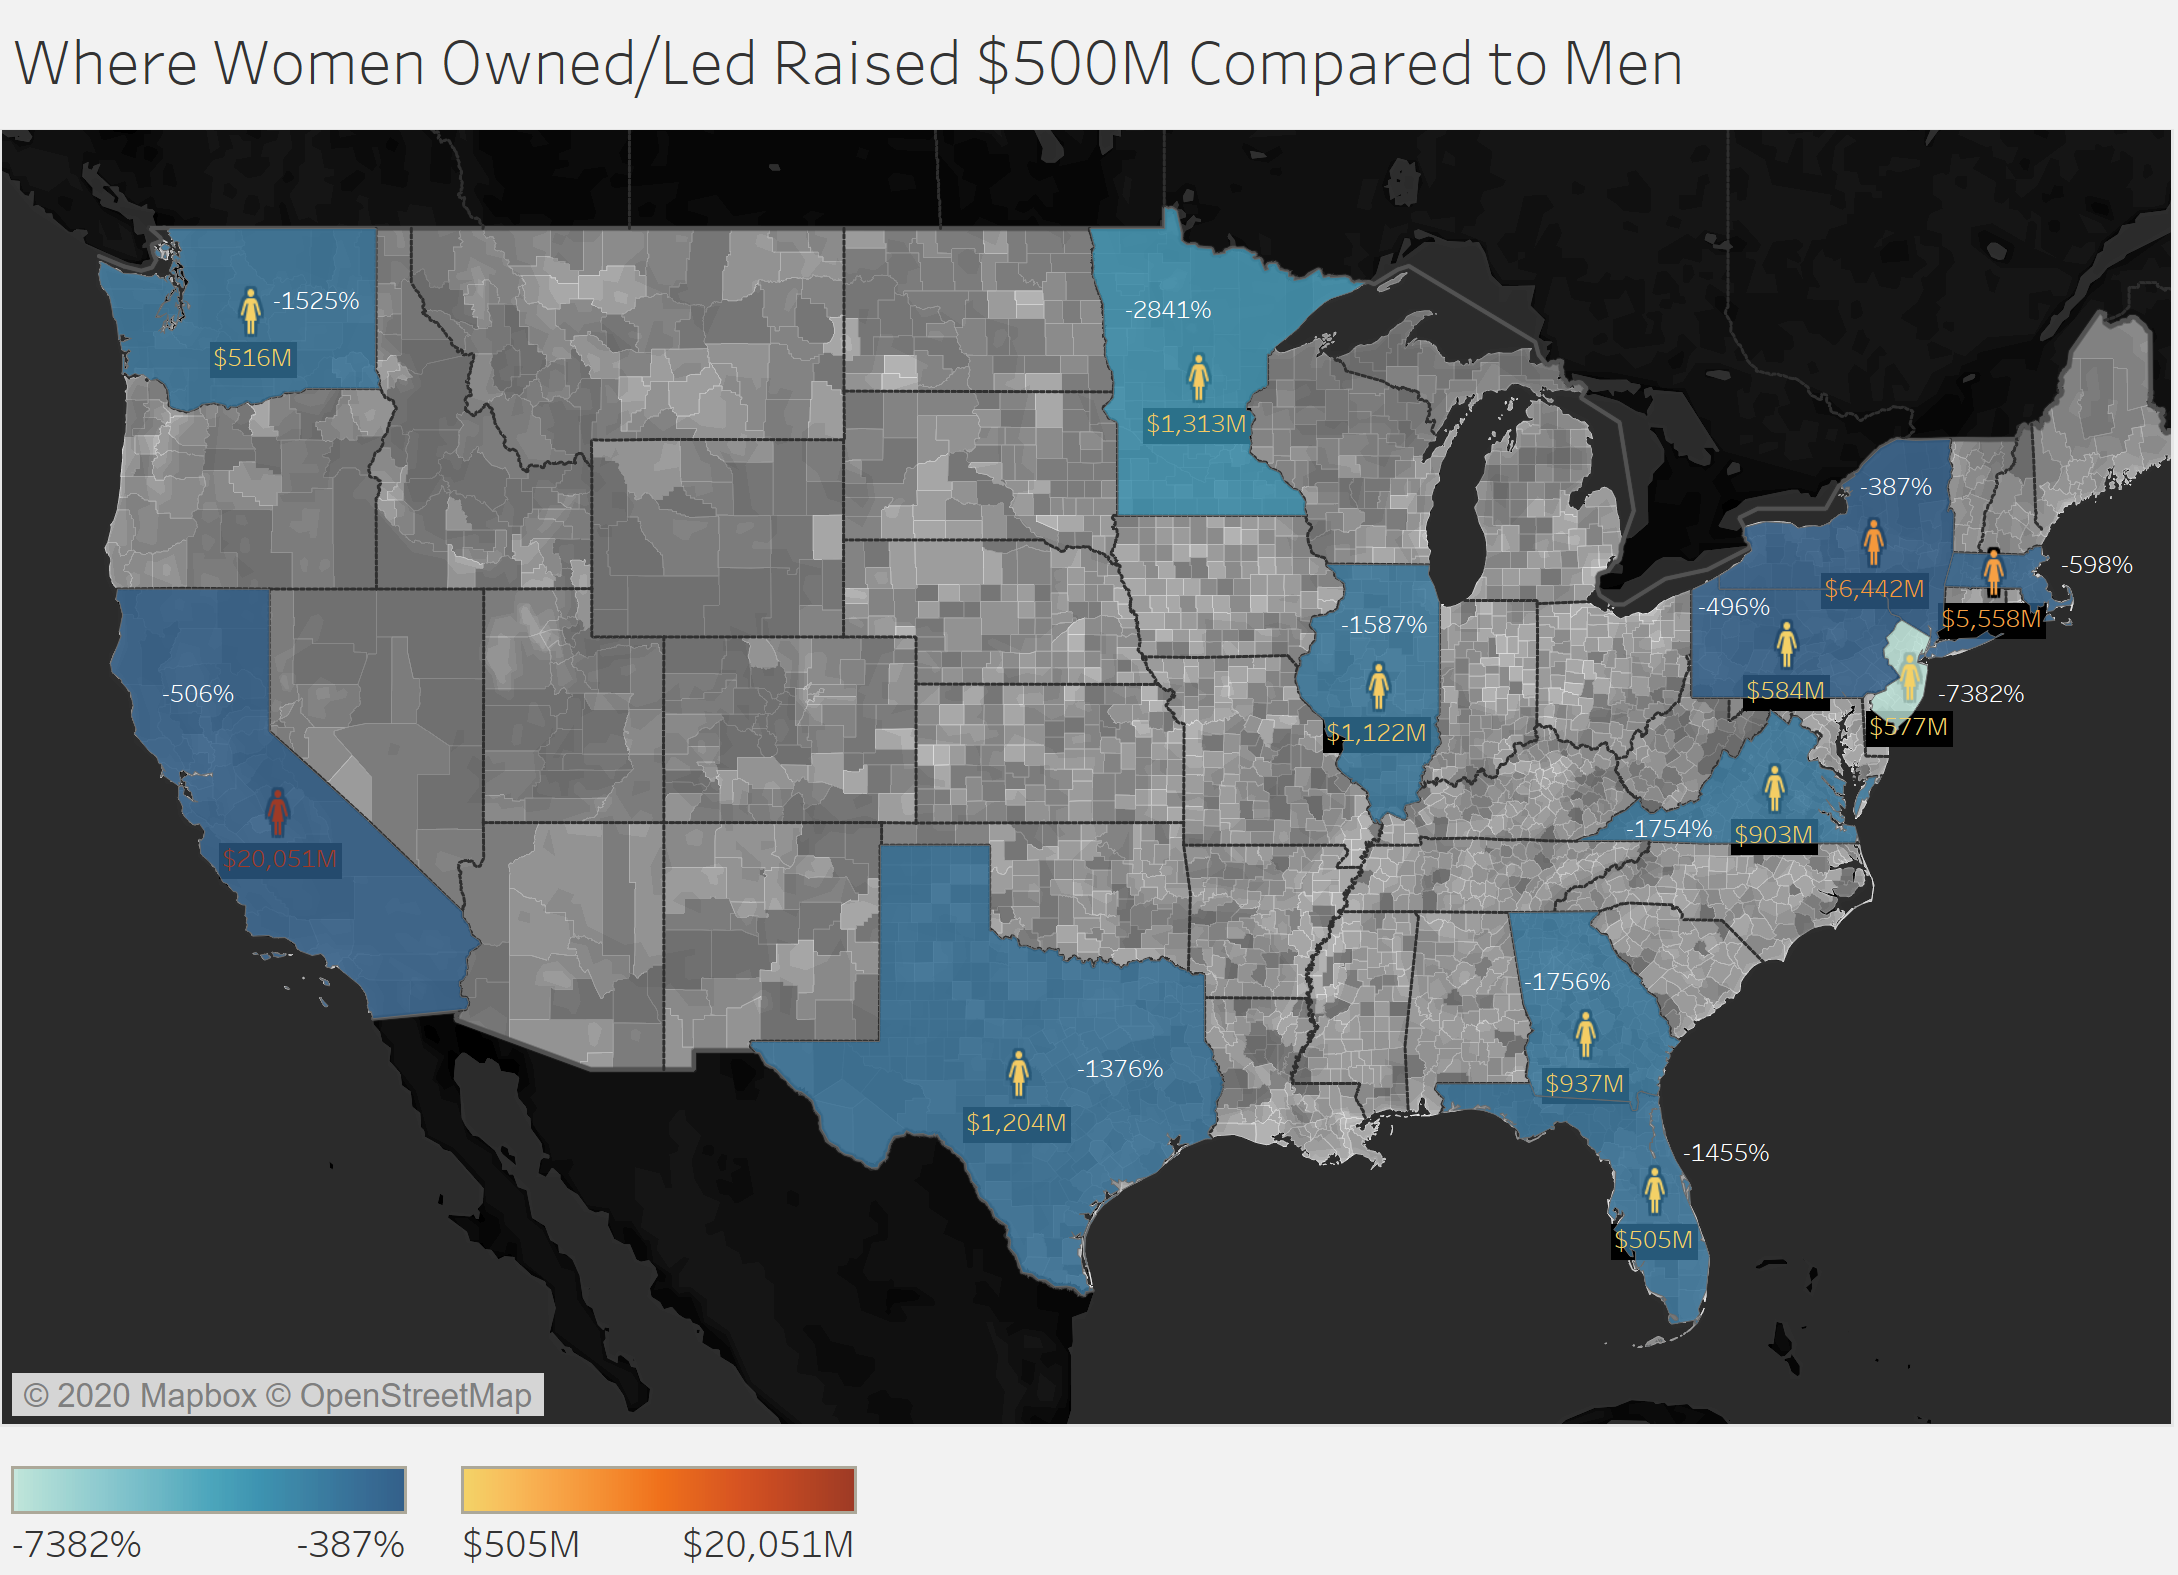 Where Women Owned/Led Raised $500M Compared to Men
-1525%
$516M
-2841%
$1,313M
-387%
$6,442M
-598%
$5,558M
-496%
$584M
-7382%
$577M
-1587%
$1,122M
-506%
$20,051M
-1754%
$903M
-1756%
$937M
-1376%
$1,204M
-1455%
$505M
© 2020 Mapbox © OpenStreetMap
-7382%
-387%
$505M
$20,051M